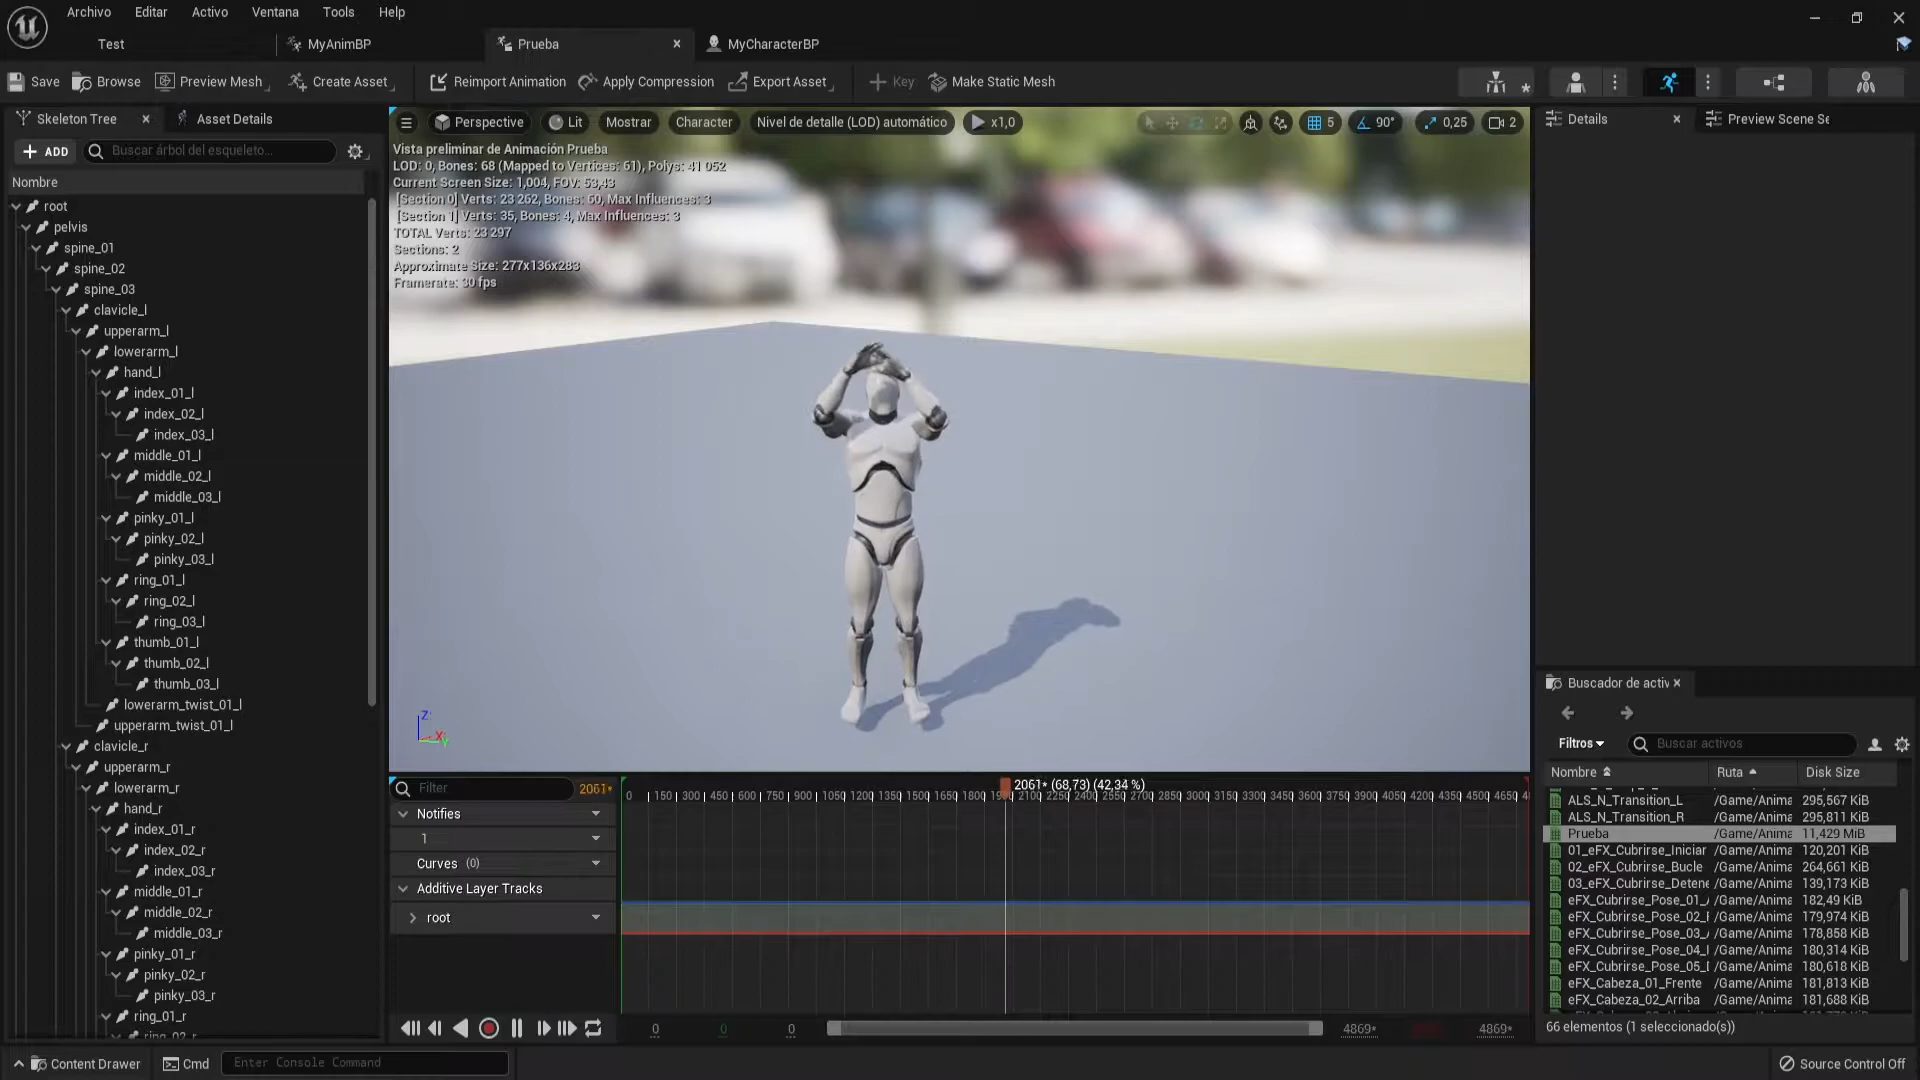 Archivo Editar Activo Ventana Tools Help
Test MyAnimBP Prueba MyCharacterBP
Save Browse Preview Mesh Create Asset Reimport Animation Apply Compression Export Asset Key Make Static Mesh
Skeleton Tree Asset Details
ADD Buscar árbol del esqueleto...
Nombre
root
pelvis
spine_01
spine_02
spine_03
clavicle_l
upperarm_l
lowerarm_l
hand_l
index_01_l
index_02_l
index_03_l
middle_01_l
middle_02_l
middle_03_l
pinky_01_l
pinky_02_l
pinky_03_l
ring_01_l
ring_02_l
ring_03_l
thumb_01_l
thumb_02_l
thumb_03_l
lowerarm_twist_01_l
upperarm_twist_01_l
clavicle_r
upperarm_r
lowerarm_r
hand_r
index_01_r
index_02_r
index_03_r
middle_01_r
middle_02_r
middle_03_r
pinky_01_r
pinky_02_r
pinky_03_r
ring_01_r
Perspective Lit Mostrar Character Nivel de detalle (LOD) automático x1,0 5 90° 0,25 2
Vista preliminar de Animación Prueba
LOD: 0, Bones: 68 (Mapped to Vertices: 61), Polys: 41 052
Current Screen Size: 1,004, FOV: 53,43
[Section 0] Verts: 23 262, Bones: 60, Max Influences: 3
[Section 1] Verts: 35, Bones: 4, Max Influences: 3
TOTAL Verts: 23 297
Sections: 2
Approximate Size: 277x136x283
Framerate: 30 fps
Z
X Y
Filter 2061*
2061* (68,73) (42,34 %)
0 150 300 450 600 750 900 1050 1200 1350 1500 1650 1800 2100 2250 2400 2550 2700 2850 3000 3150 3300 3450 3600 3750 3900 4050 4200 4350 4500 4650
Notifies
1
Curves (0)
Additive Layer Tracks
root
0 0 0 4869* 4869*
Details Preview Scene Se
Buscador de activ
Filtros Buscar activos
Nombre Ruta Disk Size
ALS_N_Transition_L /Game/Anima 295,567 KiB
ALS_N_Transition_R /Game/Anima 295,811 KiB
Prueba /Game/Anima 11,429 MiB
01_eFX_Cubrirse_Iniciar /Game/Anima 120,201 KiB
02_eFX_Cubrirse_Bucle /Game/Anima 264,661 KiB
03_eFX_Cubrirse_Detene /Game/Anima 139,173 KiB
eFX_Cubrirse_Pose_01_ /Game/Anima 182,49 KiB
eFX_Cubrirse_Pose_02_ /Game/Anima 179,974 KiB
eFX_Cubrirse_Pose_03_ /Game/Anima 178,858 KiB
eFX_Cubrirse_Pose_04_ /Game/Anima 180,314 KiB
eFX_Cubrirse_Pose_05_ /Game/Anima 180,618 KiB
eFX_Cabeza_01_Frente /Game/Anima 181,813 KiB
eFX_Cabeza_02_Arriba /Game/Anima 181,688 KiB
66 elementos (1 seleccionado(s))
Content Drawer Cmd Enter Console Command Source Control Off